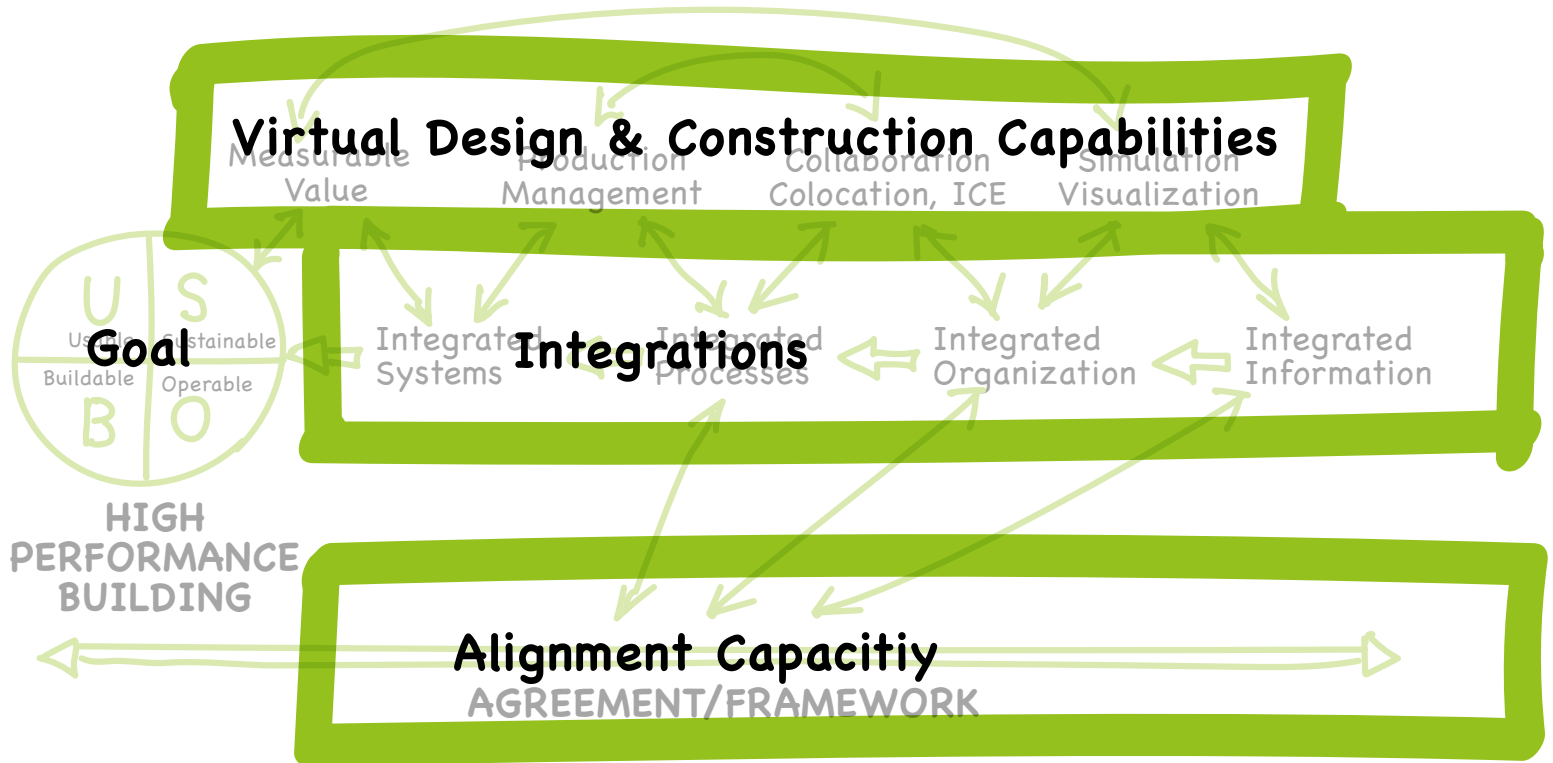 Virtual Design & Construction Capabilities
Measurable
Value
Production
Management
Collaboration
Colocation, ICE
Simulation
Visualization
U
S
Usable
Sustainable
Goal
Buildable
Operable
B
O
Integrations
Integrated
Systems
Integrated
Processes
Integrated
Organization
Integrated
Information
HIGH
PERFORMANCE
BUILDING
Alignment Capacitiy
AGREEMENT/FRAMEWORK